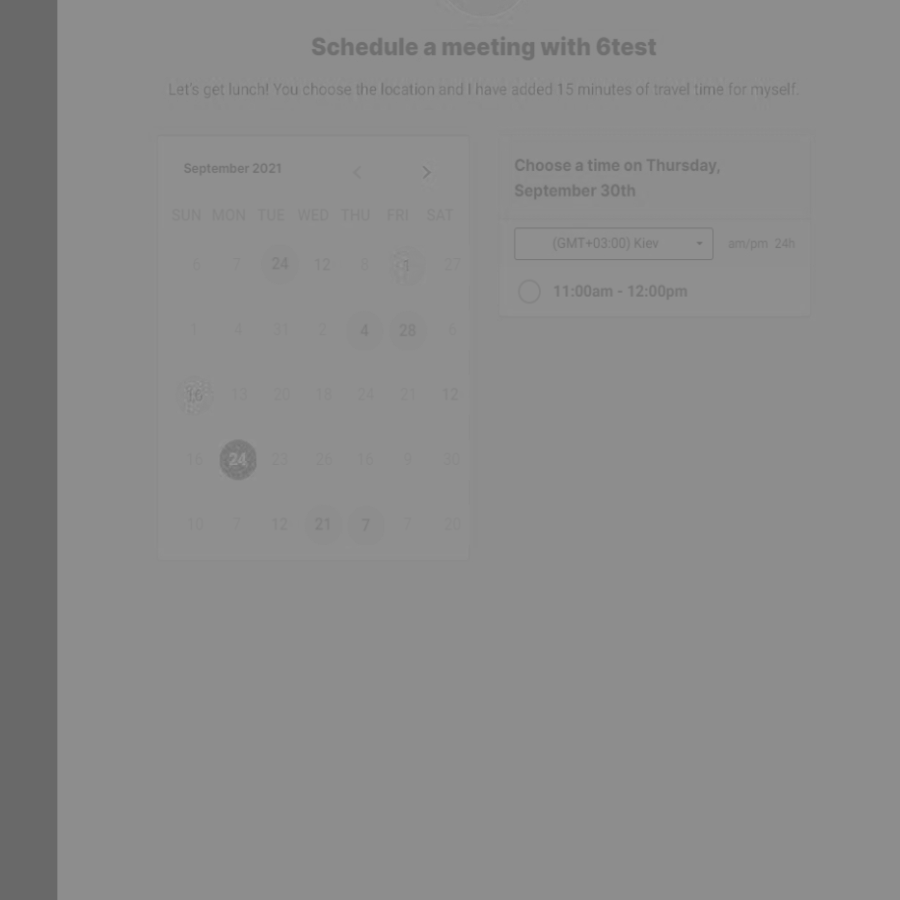 Schedule a meeting with 6test
Let's get lunch! You choose the location and I have added 15 minutes of travel time for myself.
September 2021
SUN MON TUE WED THU FRI SAT
6 7 24 12 8 1 27
1 4 31 2 4 28 6
16 13 20 18 24 21 12
16 24 23 26 16 9 30
10 7 12 21 7 7 20
Choose a time on Thursday,
September 30th
(GMT+03:00) Kiev am/pm 24h
11:00am - 12:00pm